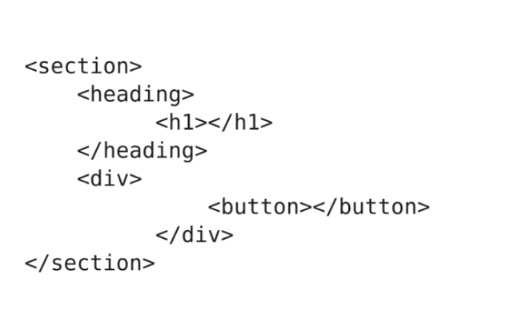 <section>
    <heading>
          <h1></h1>
    </heading>
    <div>
              <button></button>
          </div>
</section>